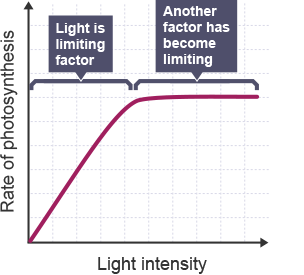 Light is
limiting
factor
Another
factor has
become
limiting
Rate of photosynthesis
Light intensity